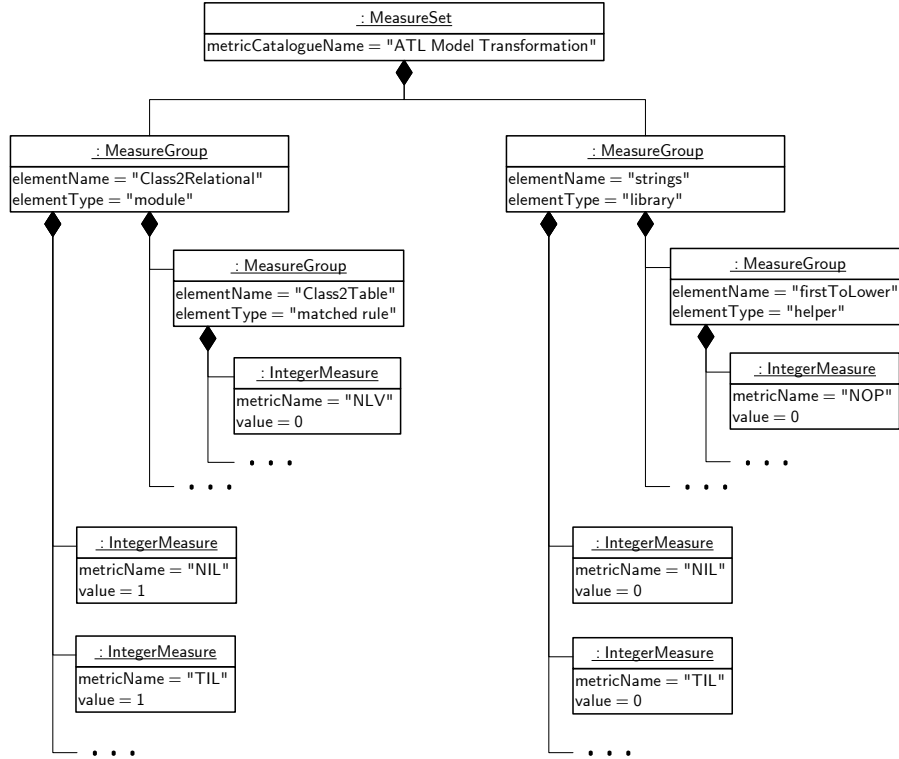 : MeasureSet
metricCatalogueName = "ATL Model Transformation"
: MeasureGroup
elementName = "Class2Relational"
elementType = "module"
: MeasureGroup
elementName = "strings"
elementType = "library"
: MeasureGroup
elementName = "Class2Table"
elementType = "matched rule"
: MeasureGroup
elementName = "firstToLower"
elementType = "helper"
: IntegerMeasure
metricName = "NLV"
value = 0
: IntegerMeasure
metricName = "NOP"
value = 0
. . .
. . .
. . .
. . .
: IntegerMeasure
metricName = "NIL"
value = 1
: IntegerMeasure
metricName = "NIL"
value = 0
: IntegerMeasure
metricName = "TIL"
value = 1
: IntegerMeasure
metricName = "TIL"
value = 0
. . .
. . .